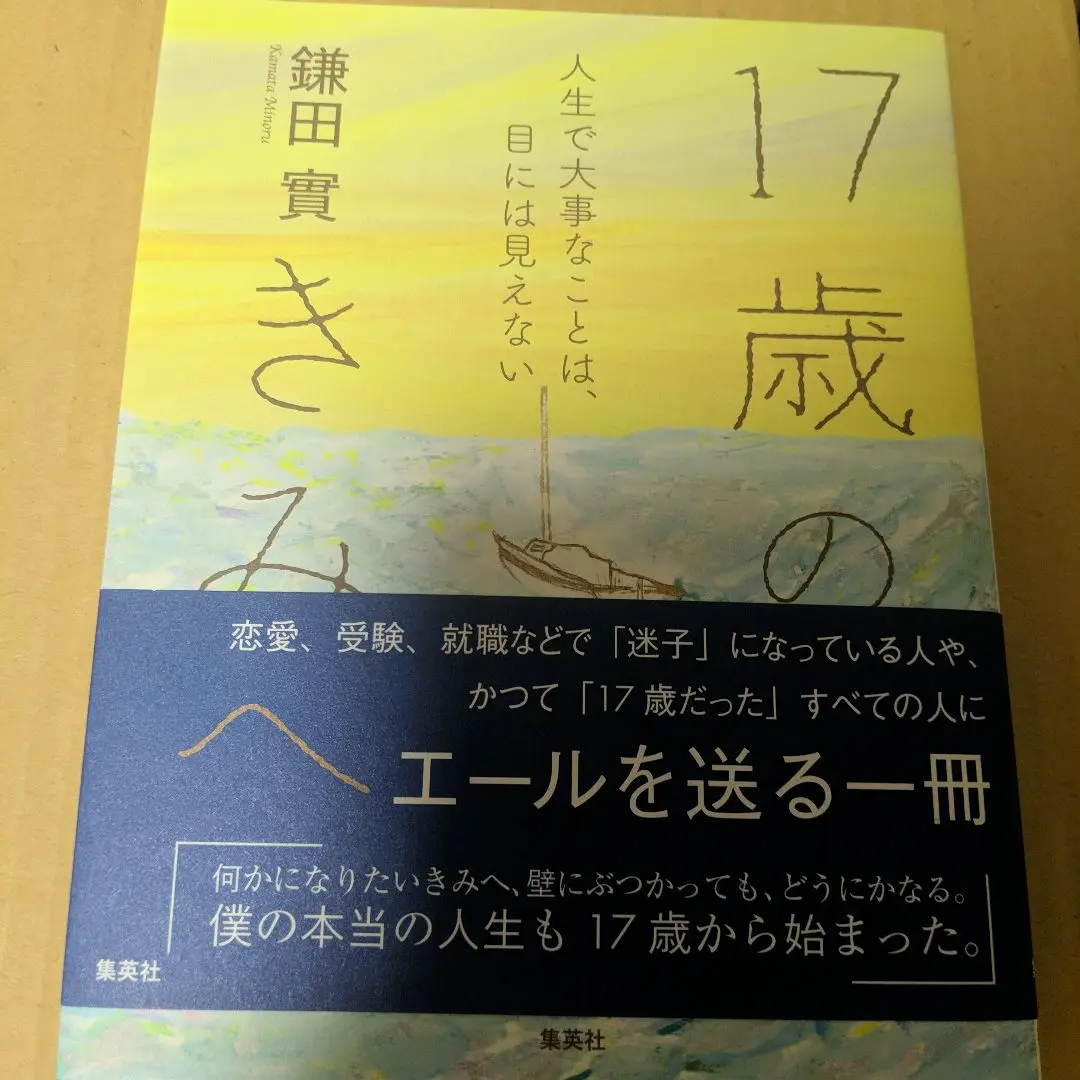 17歳の
人生で大事なことは、
目には見えない
鎌田 實
Kamata Minoru
きみへ
恋愛、受験、就職などで「迷子」になっている人や、
かつて「17歳だった」すべての人に
エールを送る一冊
何かになりたいきみへ、壁にぶつかっても、どうにかなる。
僕の本当の人生も17歳から始まった。
集英社
集英社